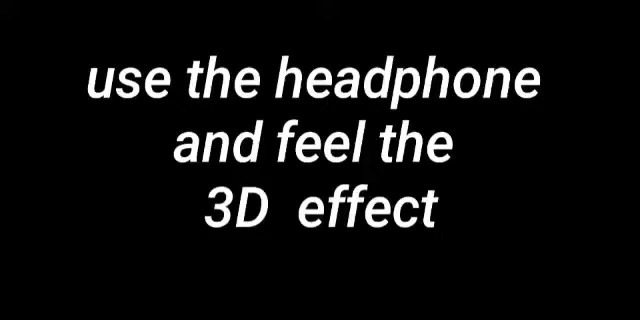 use the headphone
and feel the
3D effect